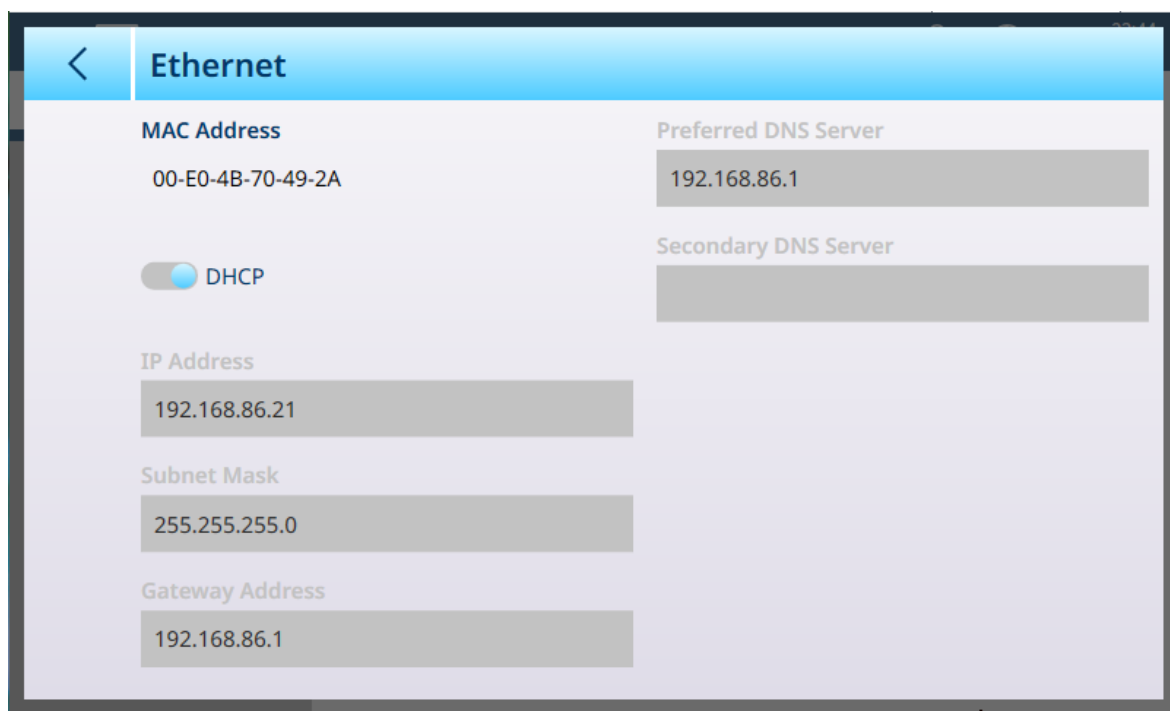 Ethernet
MAC Address
00-E0-4B-70-49-2A
DHCP
IP Address
192.168.86.21
Subnet Mask
255.255.255.0
Gateway Address
192.168.86.1
Preferred DNS Server
192.168.86.1
Secondary DNS Server